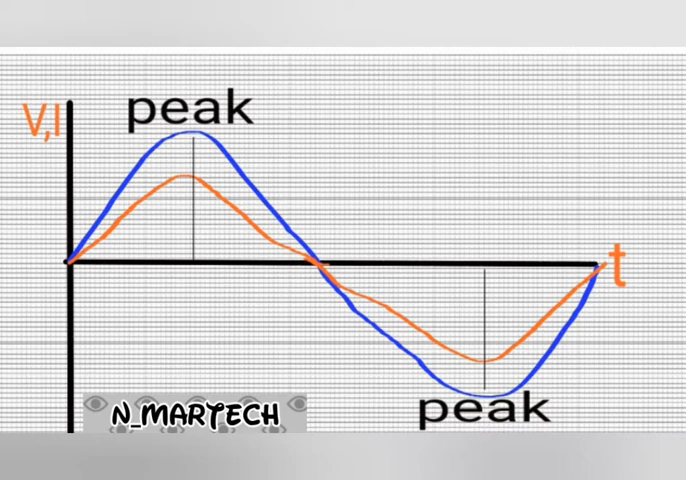 peak
V,I
t
peak
N_MARTECH